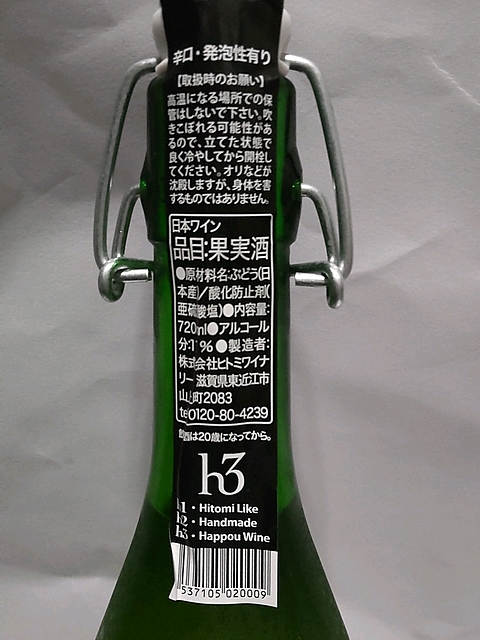 辛口・発泡性有り
【取扱時のお願い】
高温になる場所での保
管はしないで下さい。吹
きこぼれる可能性があ
るので、立てた状態で
良く冷やしてから開栓し
てください。オリなどが
沈殿しますが、身体を害
するものではありません。
日本ワイン
品目:果実酒
●原材料名:ぶどう(日
本産)/酸化防止剤(
亜硫酸塩)●内容量:
720ml●アルコール
分: %●製造者:
株式会社ヒトミワイナ
リー 滋賀県東近江市
山上町2083
tel0120-80-4239
飲酒は20歳になってから。
h3
h1・Hitomi Like
h2・Handmade
h3・Happou Wine
537105 020009